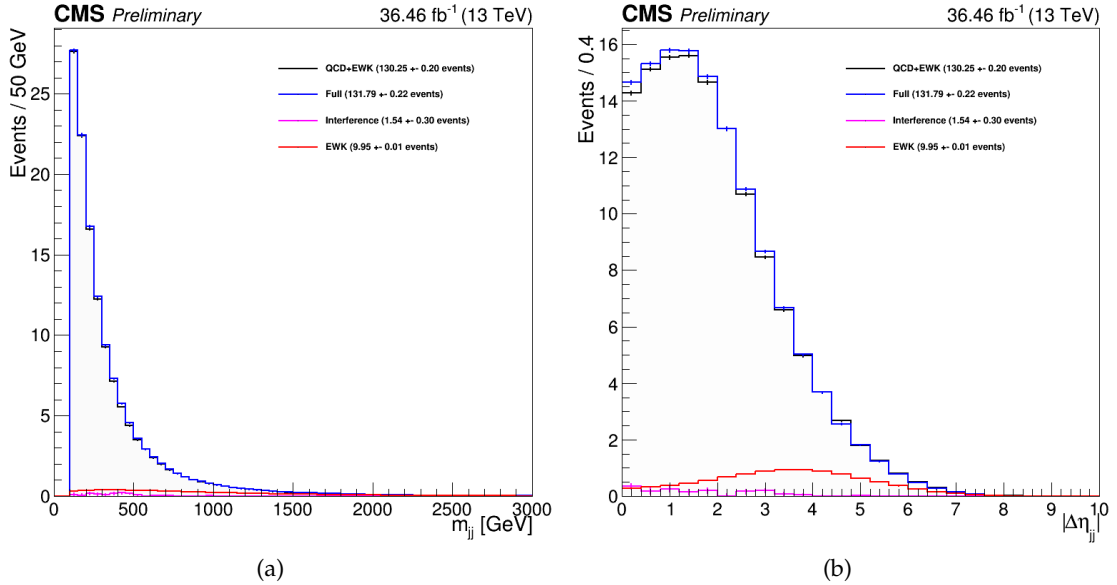 CMS Preliminary 36.46 fb⁻¹ (13 TeV)
Events / 50 GeV
QCD+EWK (130.25 +- 0.20 events)
Full (131.79 +- 0.22 events)
Interference (1.54 +- 0.30 events)
EWK (9.95 +- 0.01 events)
25
20
15
10
5
0
0 500 1000 1500 2000 2500 3000
m_jj [GeV]
(a)
CMS Preliminary 36.46 fb⁻¹ (13 TeV)
Events / 0.4
QCD+EWK (130.25 +- 0.20 events)
Full (131.79 +- 0.22 events)
Interference (1.54 +- 0.30 events)
EWK (9.95 +- 0.01 events)
16
14
12
10
8
6
4
2
0
0 1 2 3 4 5 6 7 8 9 10
|Δη_jj|
(b)